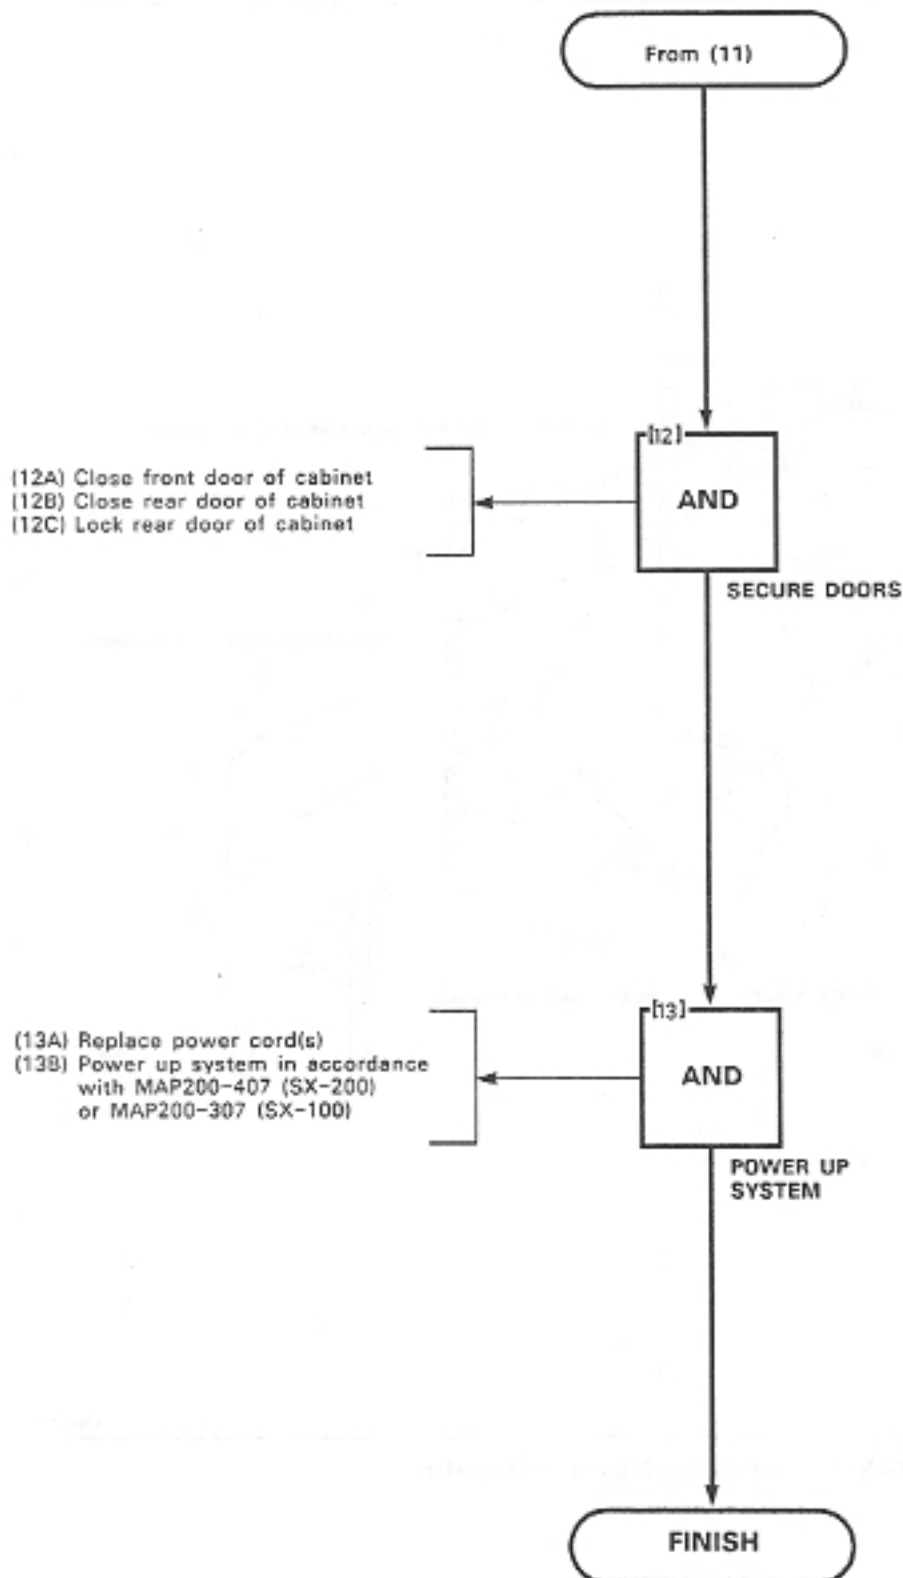 From (11)
[12]
AND
SECURE DOORS
(12A) Close front door of cabinet
(12B) Close rear door of cabinet
(12C) Lock rear door of cabinet
[13]
AND
POWER UP
SYSTEM
(13A) Replace power cord(s)
(13B) Power up system in accordance
with MAP200-407 (SX-200)
or MAP200-307 (SX-100)
FINISH